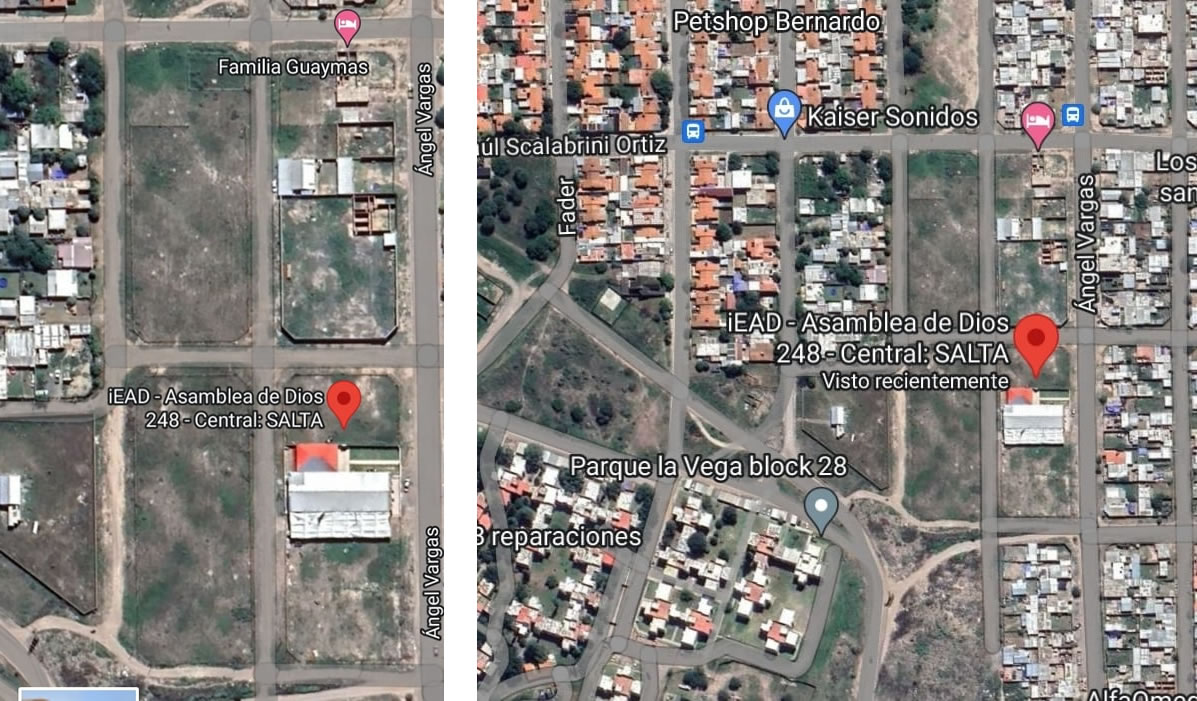 Familia Guaymas
Ángel Vargas
iEAD - Asamblea de Dios
248 - Central: SALTA
Ángel Vargas
Petshop Bernardo
Kaiser Sonidos
úl Scalabrini Ortiz
Los
san
Fader
Ángel Vargas
iEAD - Asamblea de Dios
248 - Central: SALTA
Visto recientemente
Parque la Vega block 28
reparaciones